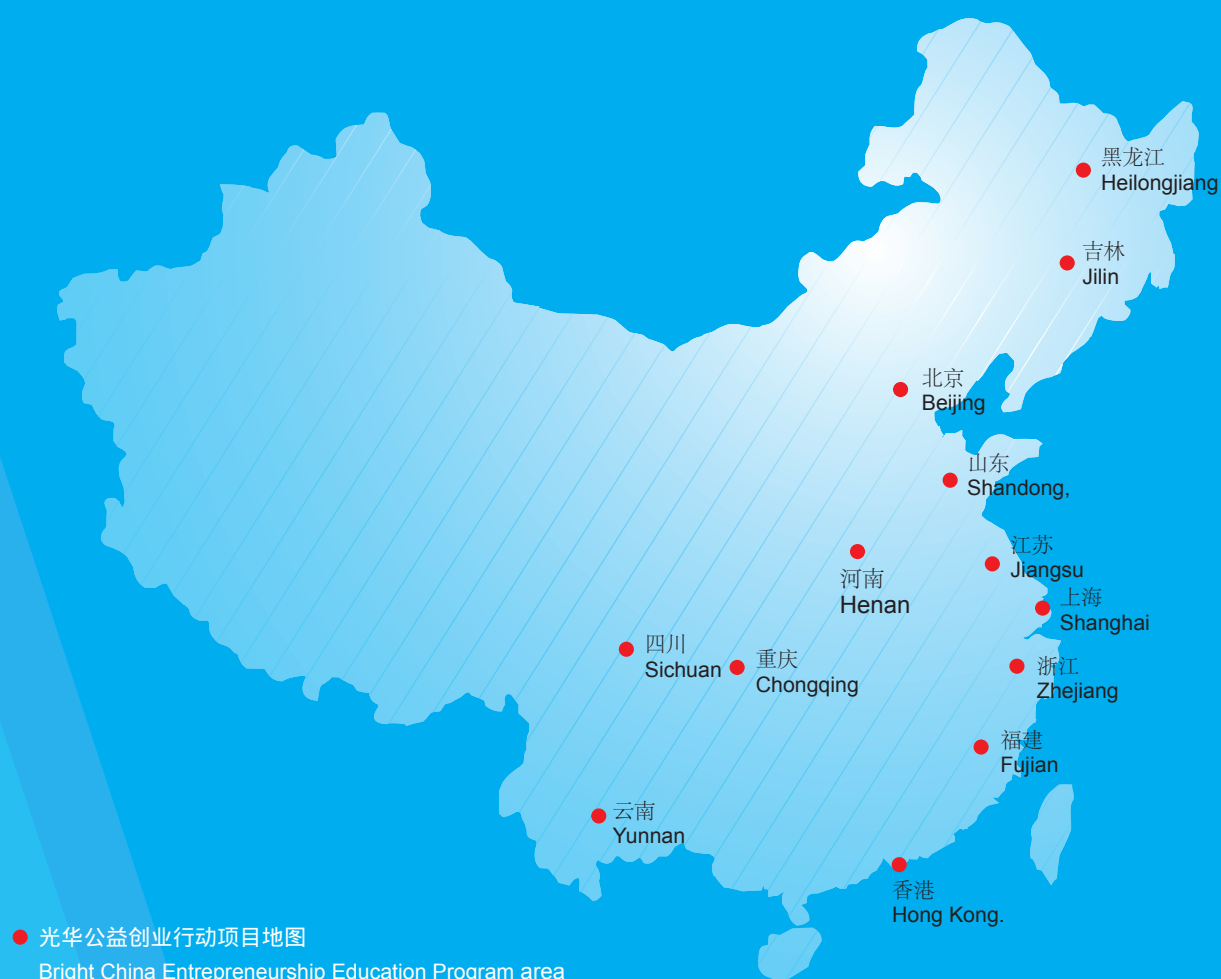 黑龙江
Heilongjiang
吉林
Jilin
北京
Beijing
山东
Shandong,
江苏
Jiangsu
河南
Henan
上海
Shanghai
四川
Sichuan
重庆
Chongqing
浙江
Zhejiang
福建
Fujian
云南
Yunnan
香港
Hong Kong.
光华公益创业行动项目地图
Bright China Entrepreneurship Education Program area